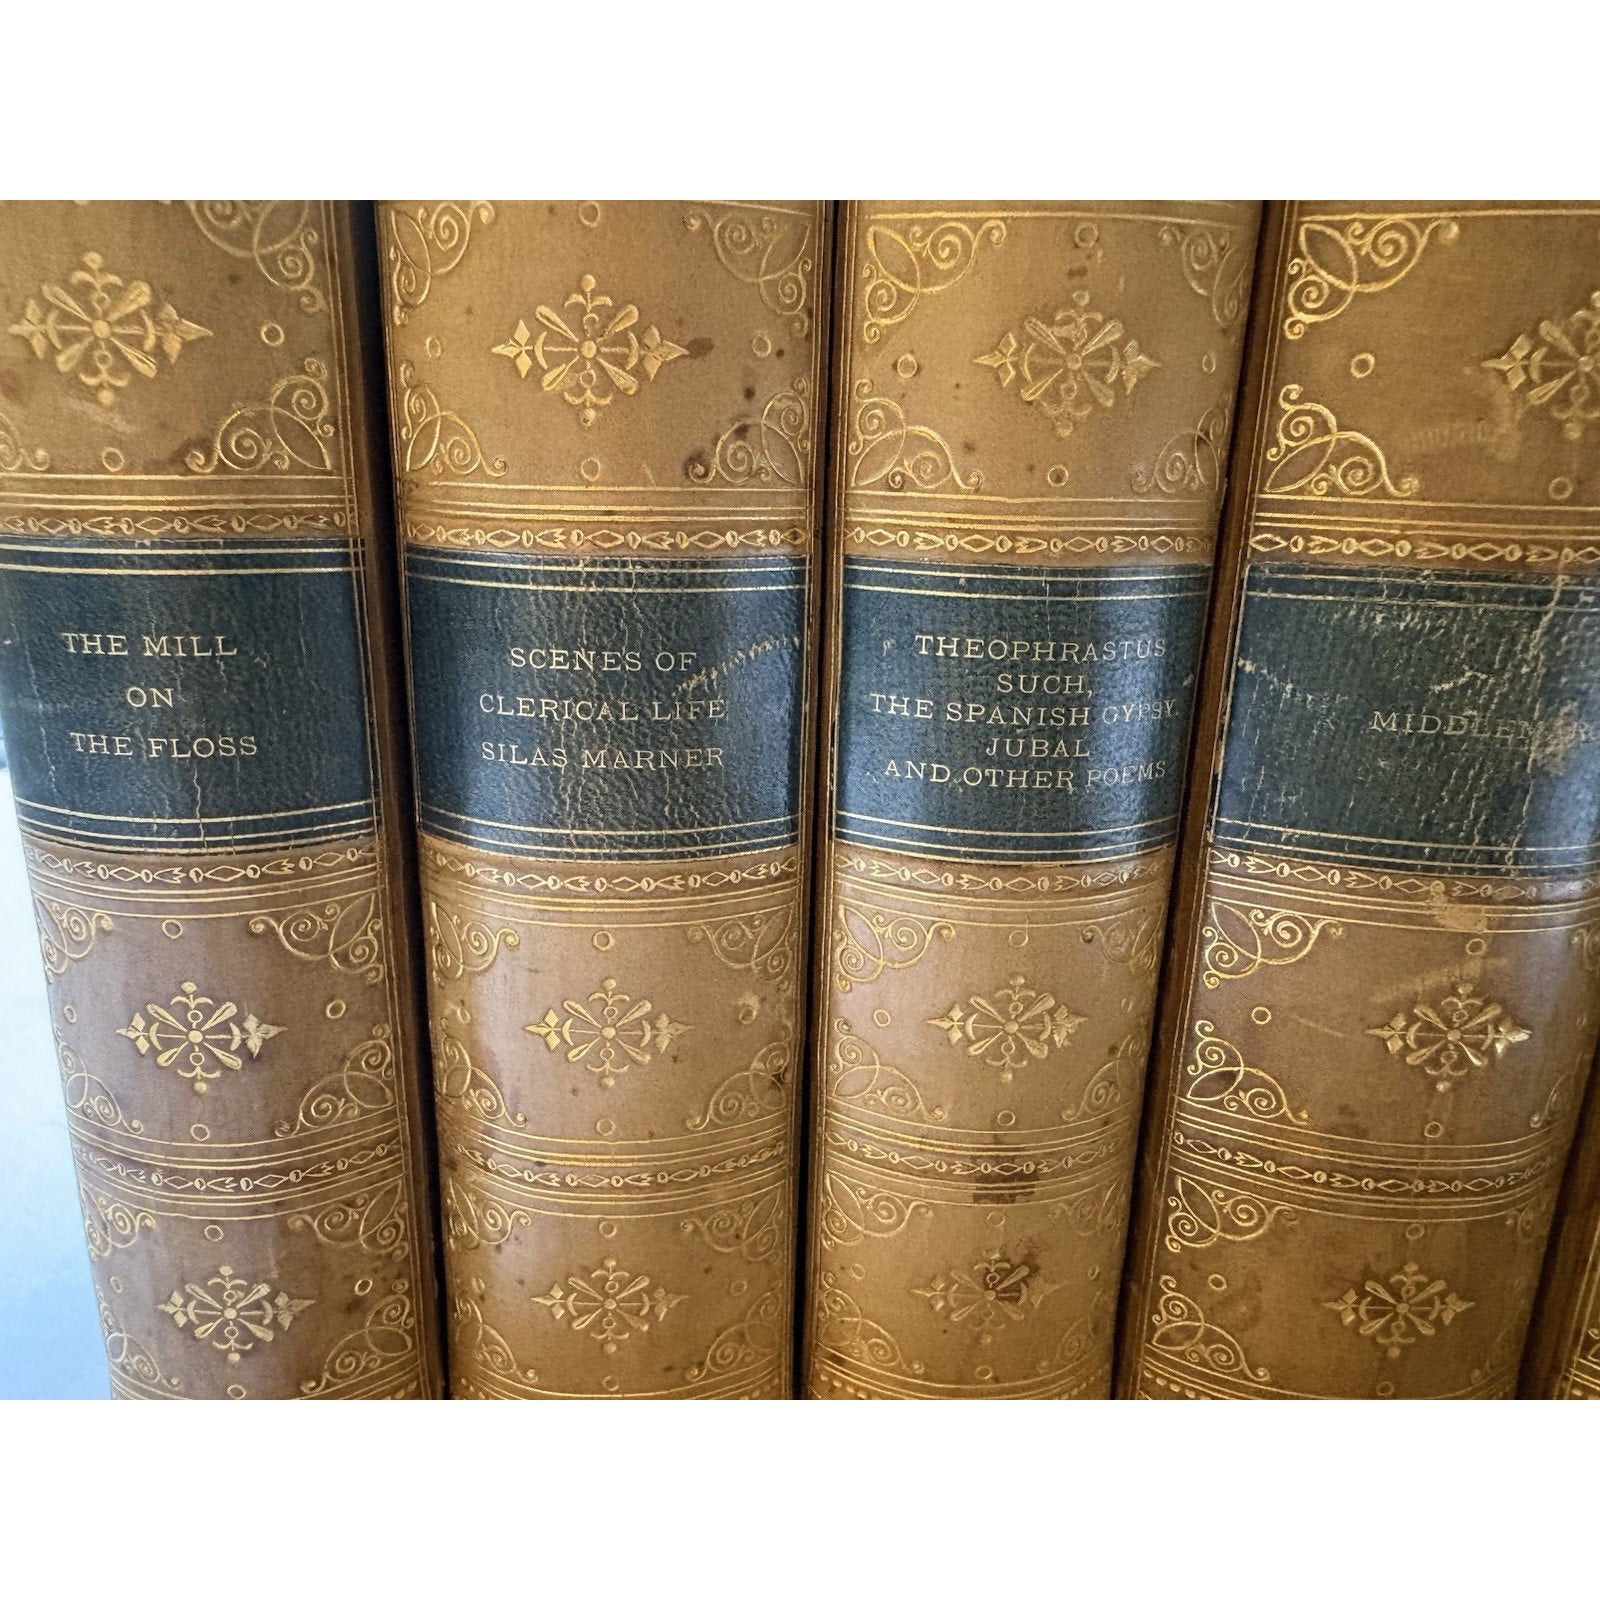 THE MILL
ON
THE FLOSS
SCENES OF
CLERICAL LIFE
SILAS MARNER
THEOPHRASTUS
SUCH,
THE SPANISH GYPSY,
JUBAL
AND OTHER POEMS